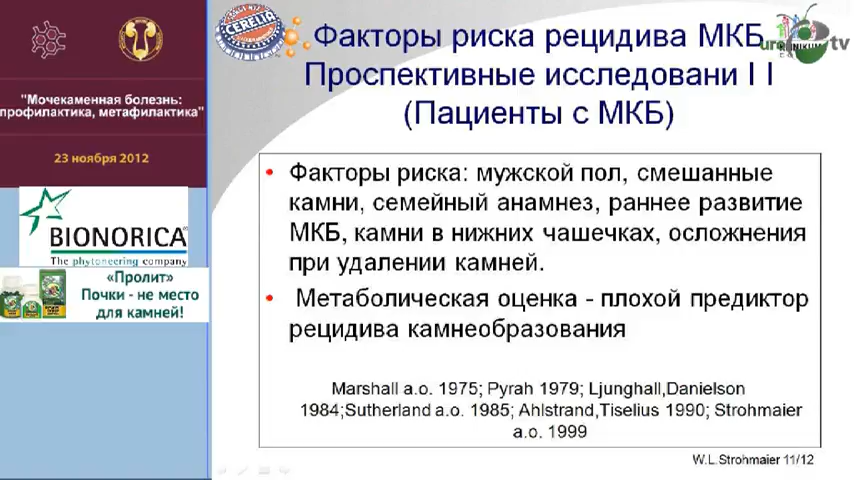 "Мочекаменная болезнь:
профилактика, метафилактика"
23 ноября 2012
BIONORICA
The phytoneering company
«Пролит»
Почки - не место
для камней!
CERELIA
tv
Факторы риска рецидива МКБ
Проспективные исследовани I I
(Пациенты с МКБ)
Факторы риска: мужской пол, смешанные
камни, семейный анамнез, раннее развитие
МКБ, камни в нижних чашечках, осложнения
при удалении камней.
Метаболическая оценка - плохой предиктор
рецидива камнеобразования
Marshall a.o. 1975; Pyrah 1979; Ljunghall,Danielson
1984;Sutherland a.o. 1985; Ahlstrand,Tiselius 1990; Strohmaier
a.o. 1999
W.L.Strohmaier 11/12